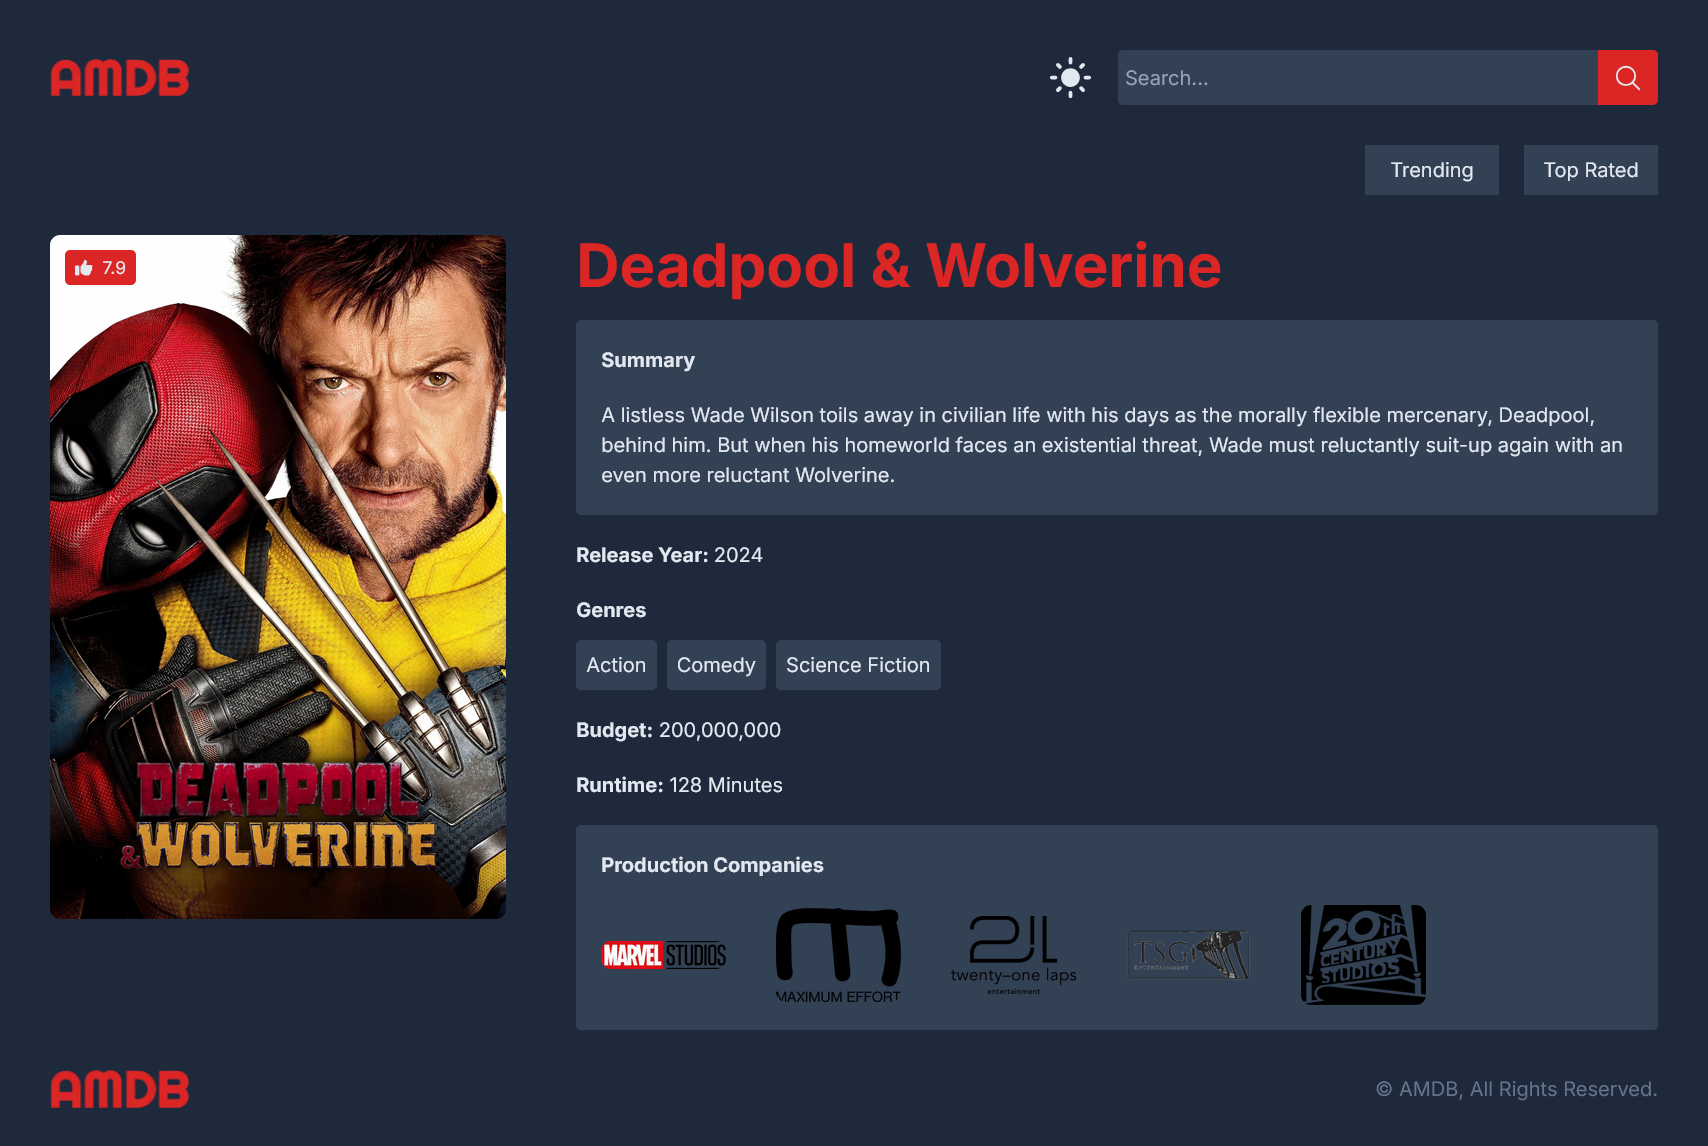 AMDB
Search...
Trending
Top Rated
7.9
DEADPOOL
& WOLVERINE
Deadpool & Wolverine
Summary
A listless Wade Wilson toils away in civilian life with his days as the morally flexible mercenary, Deadpool,
behind him. But when his homeworld faces an existential threat, Wade must reluctantly suit-up again with an
even more reluctant Wolverine.
Release Year: 2024
Genres
Action
Comedy
Science Fiction
Budget: 200,000,000
Runtime: 128 Minutes
Production Companies
MARVEL STUDIOS
MAXIMUM EFFORT
21L
twenty–one laps
entertainment
TSG
ENTERTAINMENT
20th
CENTURY
STUDIOS
AMDB
© AMDB, All Rights Reserved.